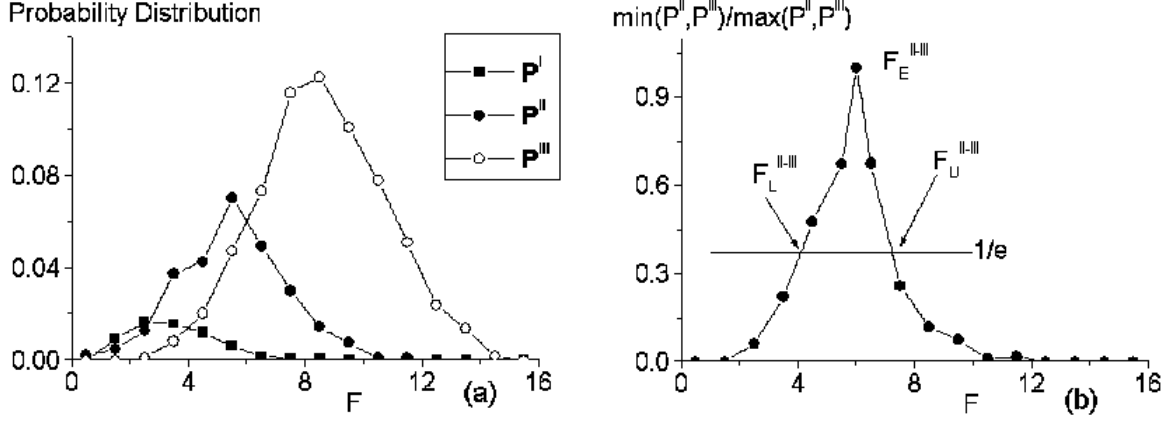 Probability Distribution
0.12
0.08
0.04
0.00
0
4
8
12
16
F
(a)
P^I
P^II
P^III
min(P^II,P^III)/max(P^II,P^III)
0.9
0.6
0.3
0.0
0
4
8
12
16
F
(b)
F_E^II-III
F_L^II-III
F_U^II-III
1/e